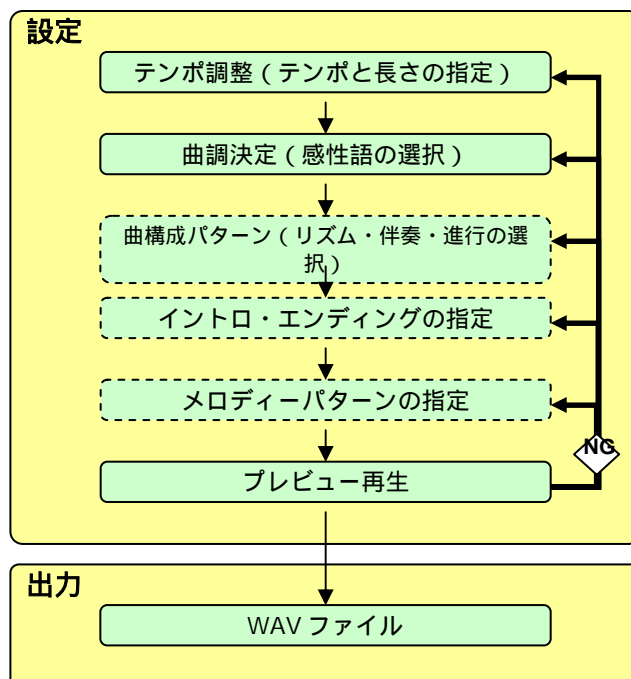 設定
テンポ調整（テンポと長さの指定）
曲調決定（感性語の選択）
曲構成パターン（リズム・伴奏・進行の選
択）
イントロ・エンディングの指定
メロディーパターンの指定
NG
プレビュー再生
出力
WAV ファイル